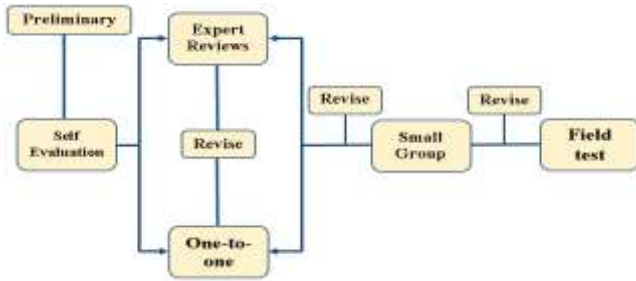 Preliminary
Self
Evaluation
Expert
Reviews
Revise
One-to-
one
Revise
Small
Group
Revise
Field
test